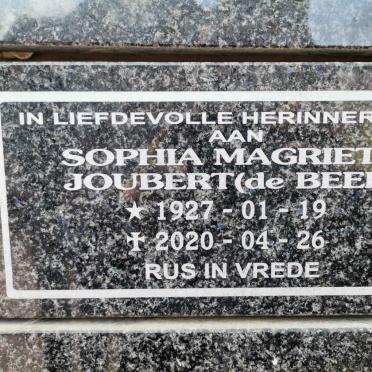 IN LIEFDEVOLLE HERINNER
AAN
SOPHIA MAGRIET
JOUBERT(de BEE
★ 1927 - 01 - 19
✝ 2020 - 04 - 26
RUS IN VREDE